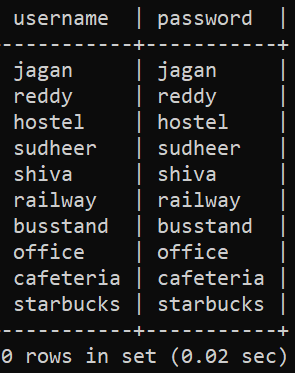 username | password |
-----------+-----------+
jagan | jagan |
reddy | reddy |
hostel | hostel |
sudheer | sudheer |
shiva | shiva |
railway | railway |
busstand | busstand |
office | office |
cafeteria | cafeteria |
starbucks | starbucks |
-----------+-----------+
0 rows in set (0.02 sec)